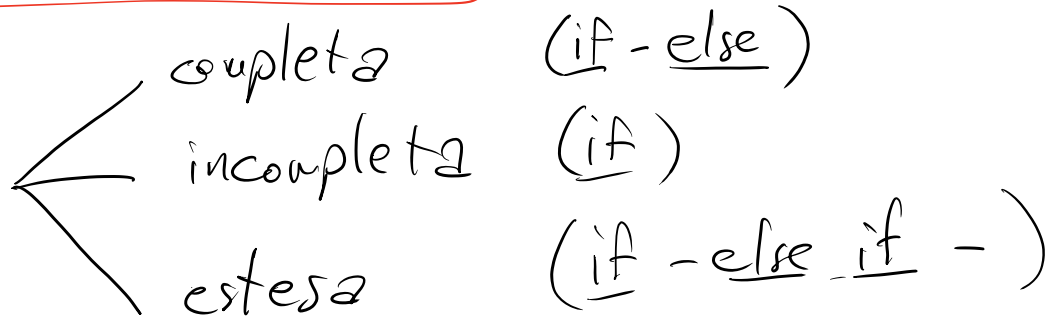 completa (if - else)
incompleta (if)
estesa (if - else if - )